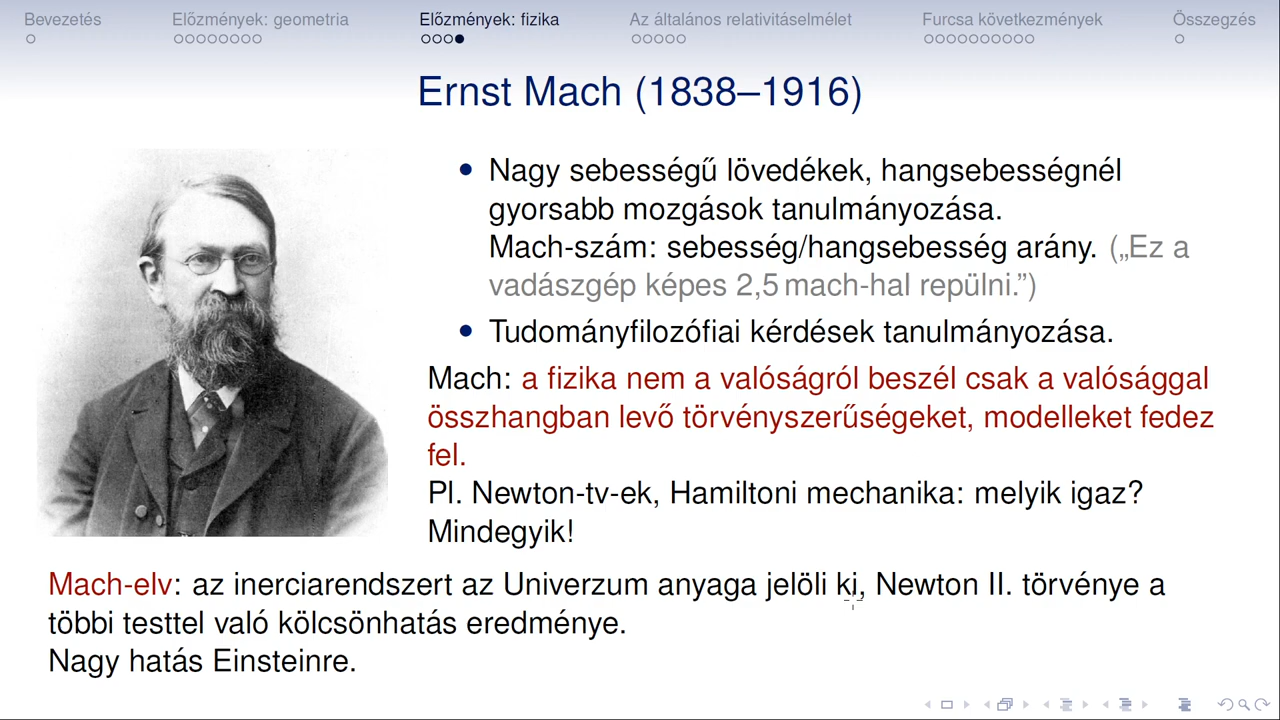 Bevezetés Előzmények: geometria Előzmények: fizika Az általános relativitáselmélet Furcsa következmények Összegzés
Ernst Mach (1838–1916)
Nagy sebességű lövedékek, hangsebességnél
gyorsabb mozgások tanulmányozása.
Mach-szám: sebesség/hangsebesség arány. („Ez a
vadászgép képes 2,5 mach-hal repülni.”)
Tudományfilozófiai kérdések tanulmányozása.
Mach: a fizika nem a valóságról beszél csak a valósággal
összhangban levő törvényszerűségeket, modelleket fedez
fel.
Pl. Newton-tv-ek, Hamiltoni mechanika: melyik igaz?
Mindegyik!
Mach-elv: az inerciarendszert az Univerzum anyaga jelöli ki, Newton II. törvénye a
többi testtel való kölcsönhatás eredménye.
Nagy hatás Einsteinre.